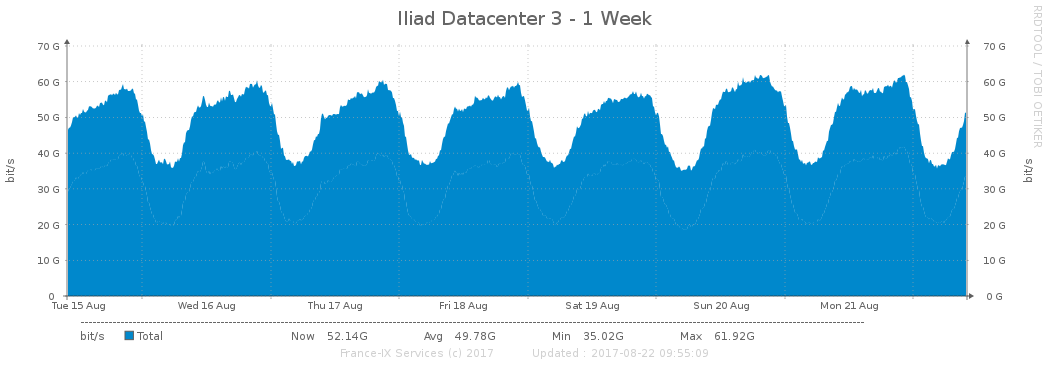 Iliad Datacenter 3 - 1 Week
RRDTOOL / TOBI OETIKER
70 G 70 G
60 G 60 G
50 G 50 G
40 G 40 G
30 G 30 G
20 G 20 G
10 G 10 G
0 0 G
bit/s
bit/s
Tue 15 Aug Wed 16 Aug Thu 17 Aug Fri 18 Aug Sat 19 Aug Sun 20 Aug Mon 21 Aug
bit/s Total Now 52.14G Avg 49.78G Min 35.02G Max 61.92G
France-IX Services (c) 2017 Updated : 2017-08-22 09:55:09